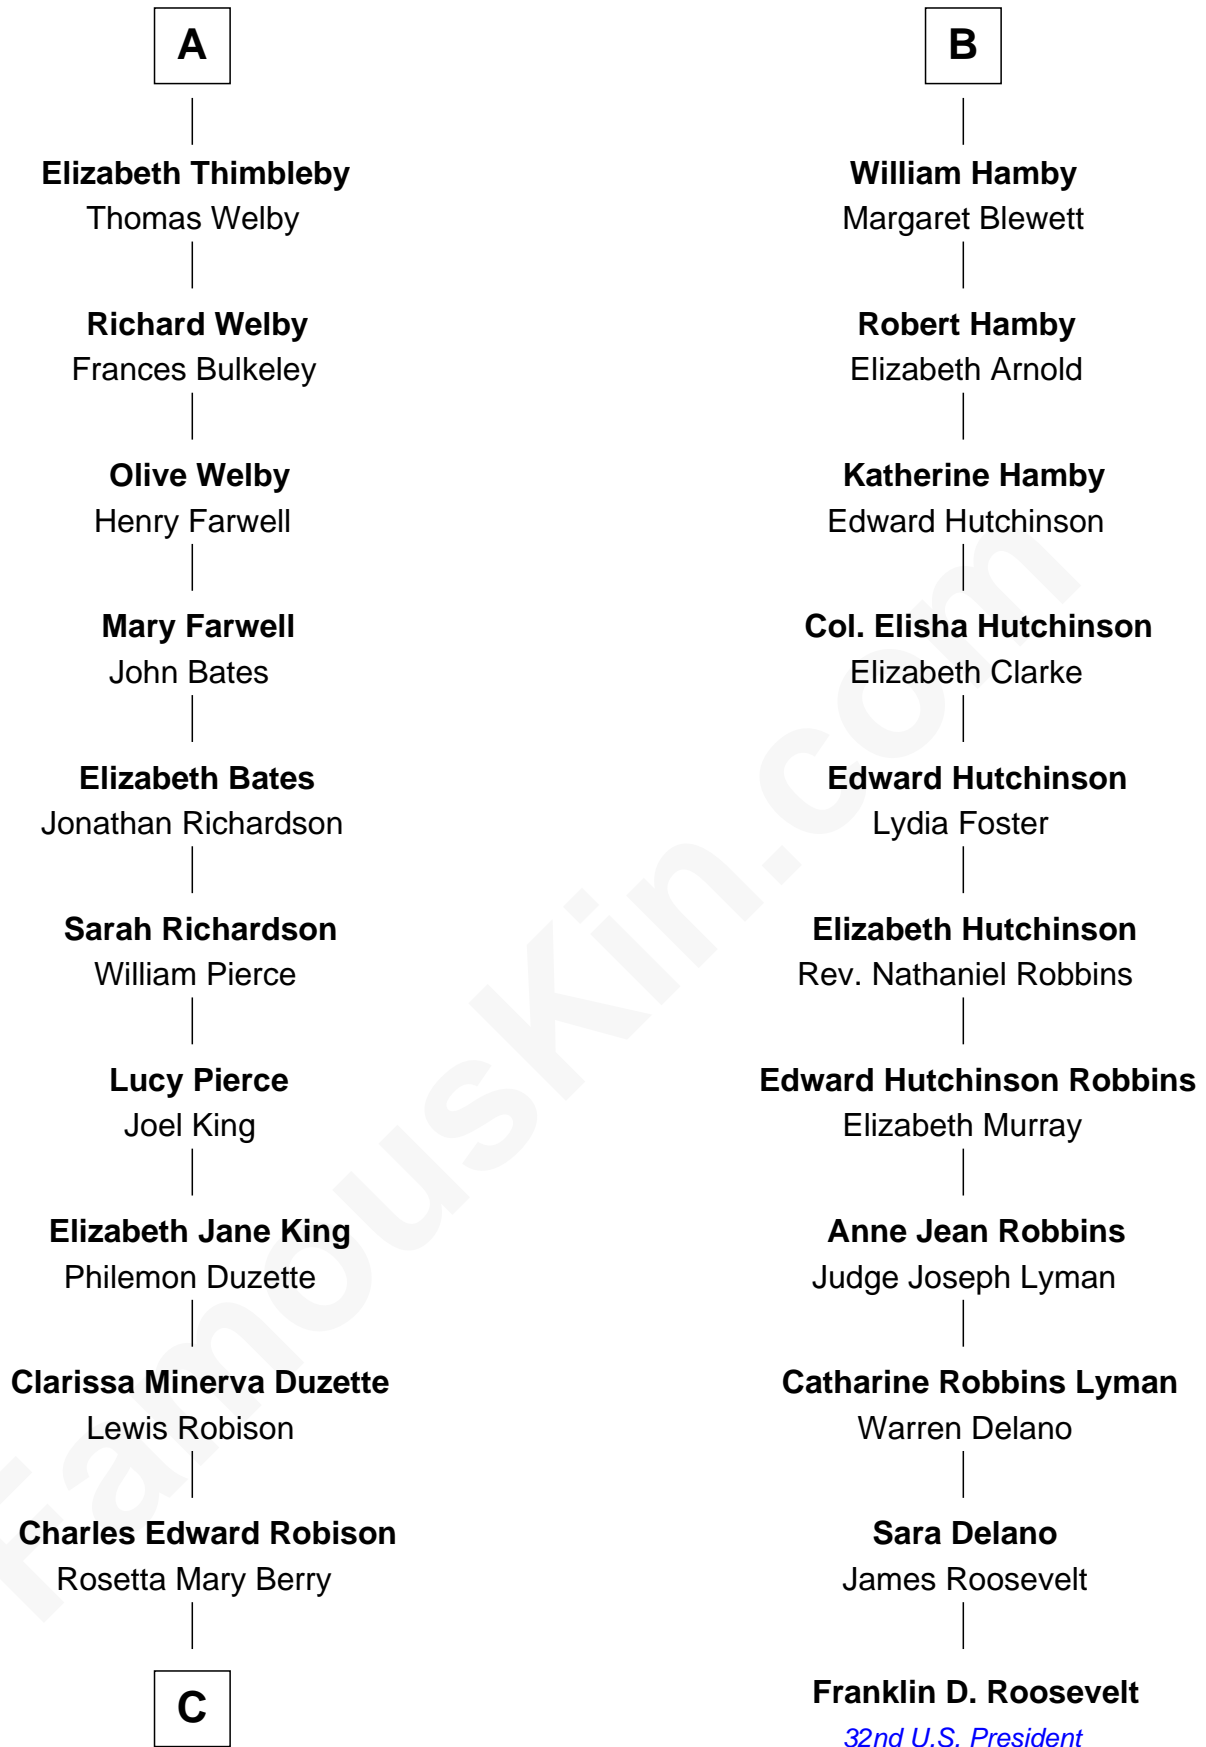 A
Elizabeth Thimbleby
Thomas Welby
Richard Welby
Frances Bulkeley
Olive Welby
Henry Farwell
Mary Farwell
John Bates
Elizabeth Bates
Jonathan Richardson
Sarah Richardson
William Pierce
Lucy Pierce
Joel King
Elizabeth Jane King
Philemon Duzette
Clarissa Minerva Duzette
Lewis Robison
Charles Edward Robison
Rosetta Mary Berry
C
B
William Hamby
Margaret Blewett
Robert Hamby
Elizabeth Arnold
Katherine Hamby
Edward Hutchinson
Col. Elisha Hutchinson
Elizabeth Clarke
Edward Hutchinson
Lydia Foster
Elizabeth Hutchinson
Rev. Nathaniel Robbins
Edward Hutchinson Robbins
Elizabeth Murray
Anne Jean Robbins
Judge Joseph Lyman
Catharine Robbins Lyman
Warren Delano
Sara Delano
James Roosevelt
Franklin D. Roosevelt
32nd U.S. President
FamousKin.com